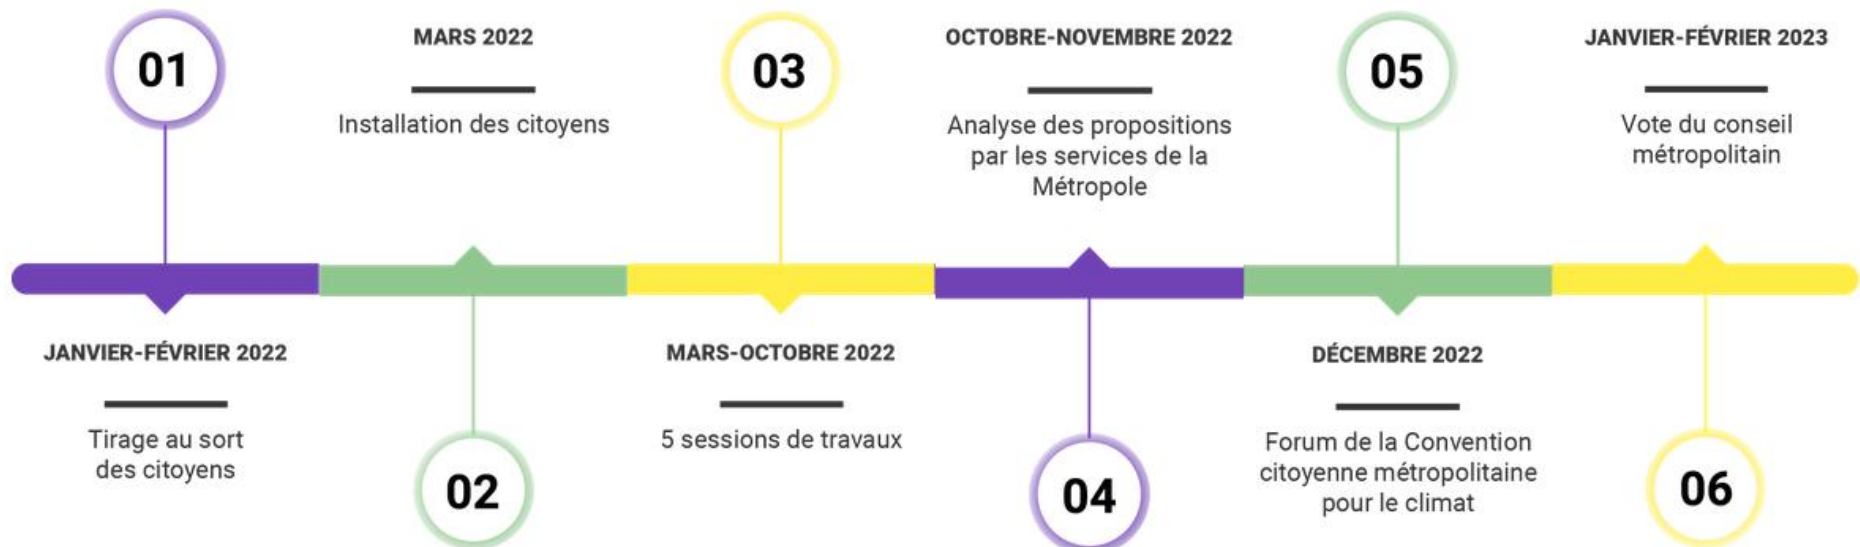 01
JANVIER-FÉVRIER 2022
Tirage au sort
des citoyens
MARS 2022
Installation des citoyens
02
03
MARS-OCTOBRE 2022
5 sessions de travaux
OCTOBRE-NOVEMBRE 2022
Analyse des propositions
par les services de la
Métropole
04
05
DÉCEMBRE 2022
Forum de la Convention
citoyenne métropolitaine
pour le climat
JANVIER-FÉVRIER 2023
Vote du conseil
métropolitain
06